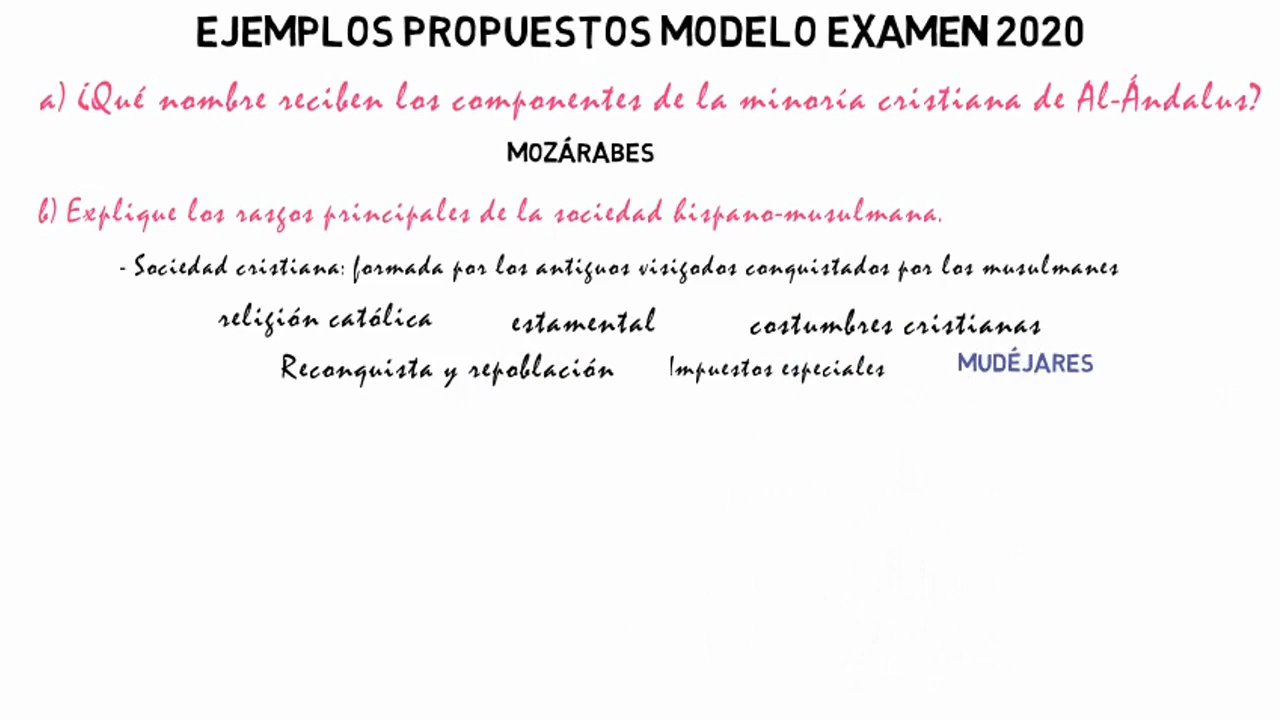 EJEMPLOS PROPUESTOS MODELO EXAMEN 2020
a) ¿Qué nombre reciben los componentes de la minoría cristiana de Al-Ándalus?
MOZÁRABES
b) Explique los rasgos principales de la sociedad hispano-musulmana.
- Sociedad cristiana: formada por los antiguos visigodos conquistados por los musulmanes
religión católica estamental costumbres cristianas
Reconquista y repoblación Impuestos especiales MUDÉJARES